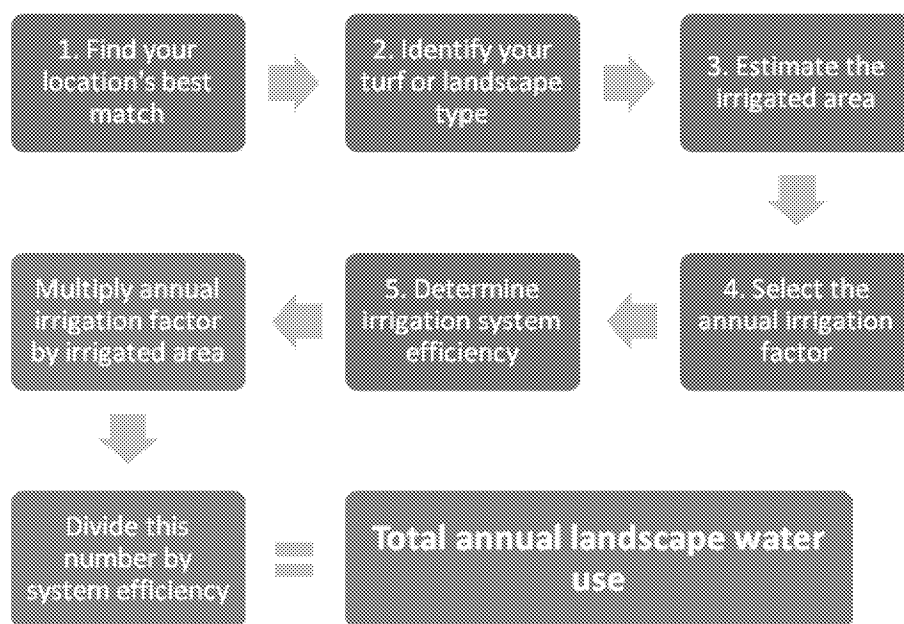 1. Find your
location's best
match
2. Identify your
turf or landscape
type
3. Estimate the
irrigated area
4. Select the
annual irrigation
factor
5. Determine
irrigation system
efficiency
Multiply annual
irrigation factor
by irrigated area
Divide this
number by
system efficiency
=
Total annual landscape water
use